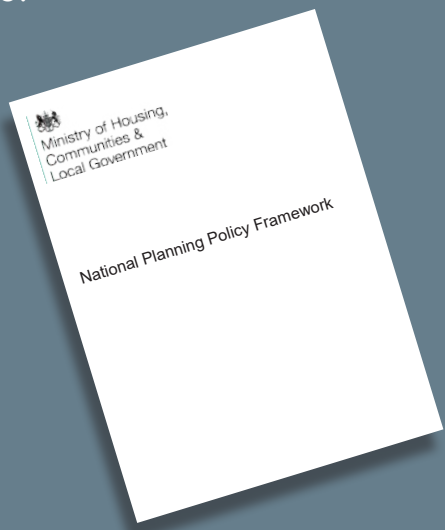 Ministry of Housing,
Communities &
Local Government
National Planning Policy Framework